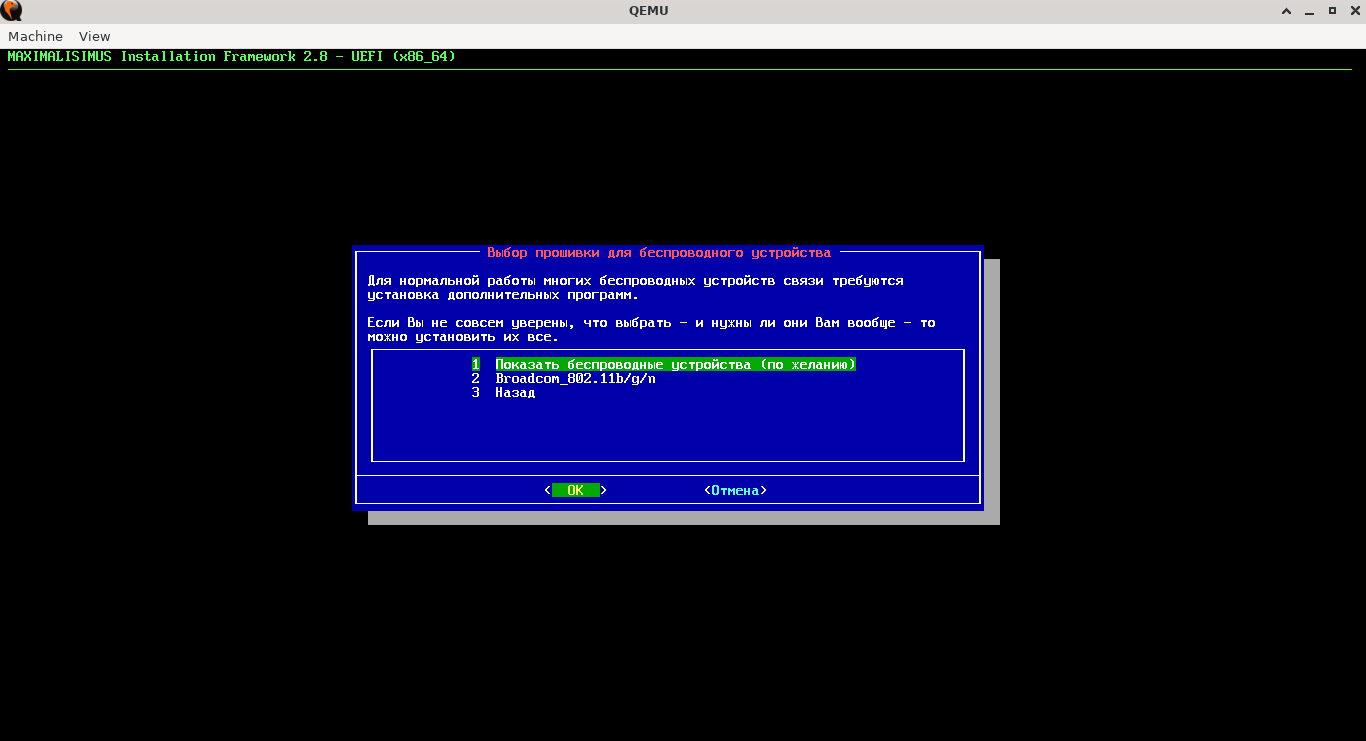 QEMU
Machine View
MAXIMALISIMUS Installation Framework 2.8 - UEFI (x86_64)
Выбор прошивки для беспроводного устройства
Для нормальной работы многих беспроводных устройств связи требуются
установка дополнительных программ.
Если Вы не совсем уверены, что выбрать - и нужны ли они Вам вообще - то
можно установить их все.
1 Показать беспроводные устройства (по желанию)
2 Broadcom_802.11b/g/n
3 Назад
< OK > <Отмена>